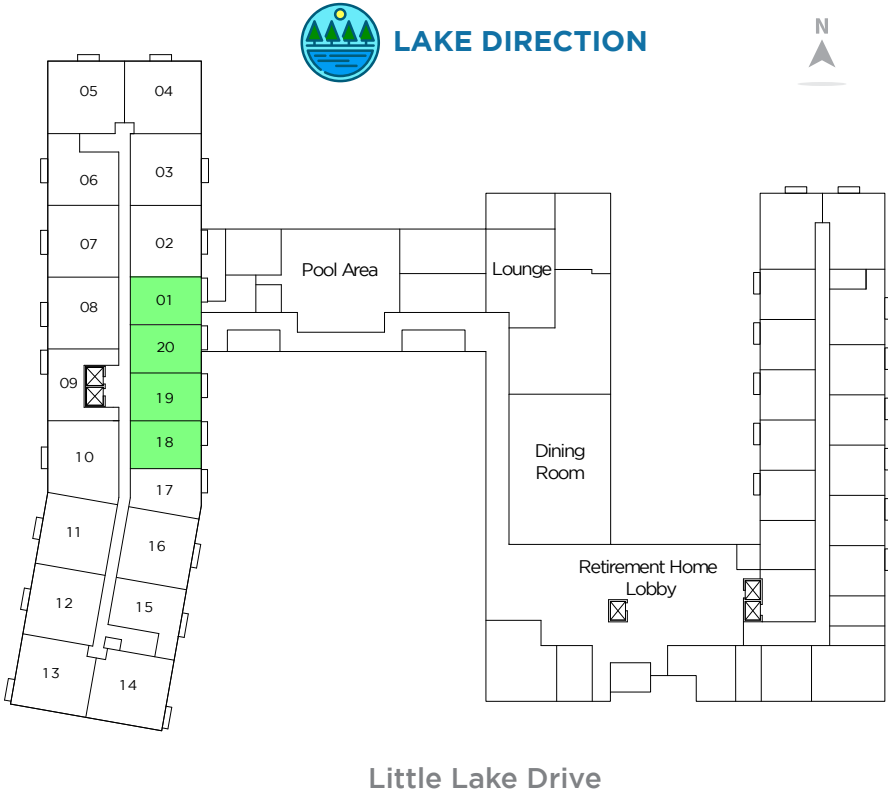 LAKE DIRECTION
N
05
04
06
03
07
02
Pool Area
Lounge
08
01
20
09
19
18
10
Dining
Room
17
11
16
Retirement Home
Lobby
12
15
13
14
Little Lake Drive